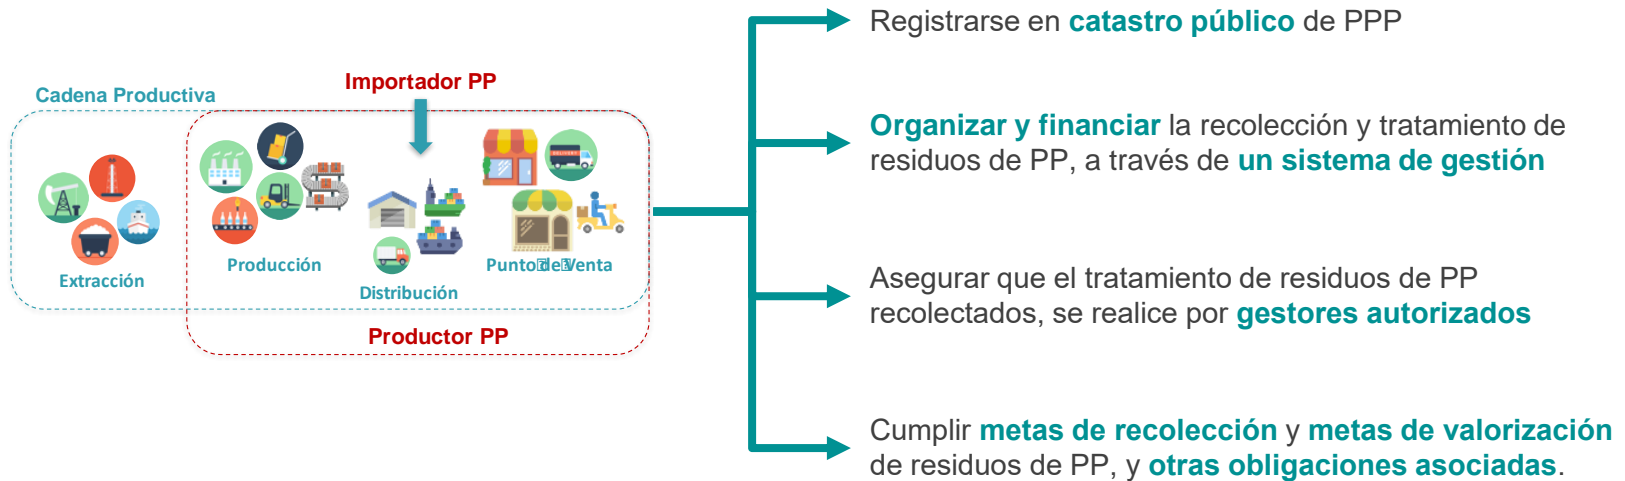 Importador PP
Cadena Productiva
Extracción
Producción
Distribución
Punto de Venta
DELIVERY
Productor PP
Registrarse en catastro público de PPP
Organizar y financiar la recolección y tratamiento de
residuos de PP, a través de un sistema de gestión
Asegurar que el tratamiento de residuos de PP
recolectados, se realice por gestores autorizados
Cumplir metas de recolección y metas de valorización
de residuos de PP, y otras obligaciones asociadas.